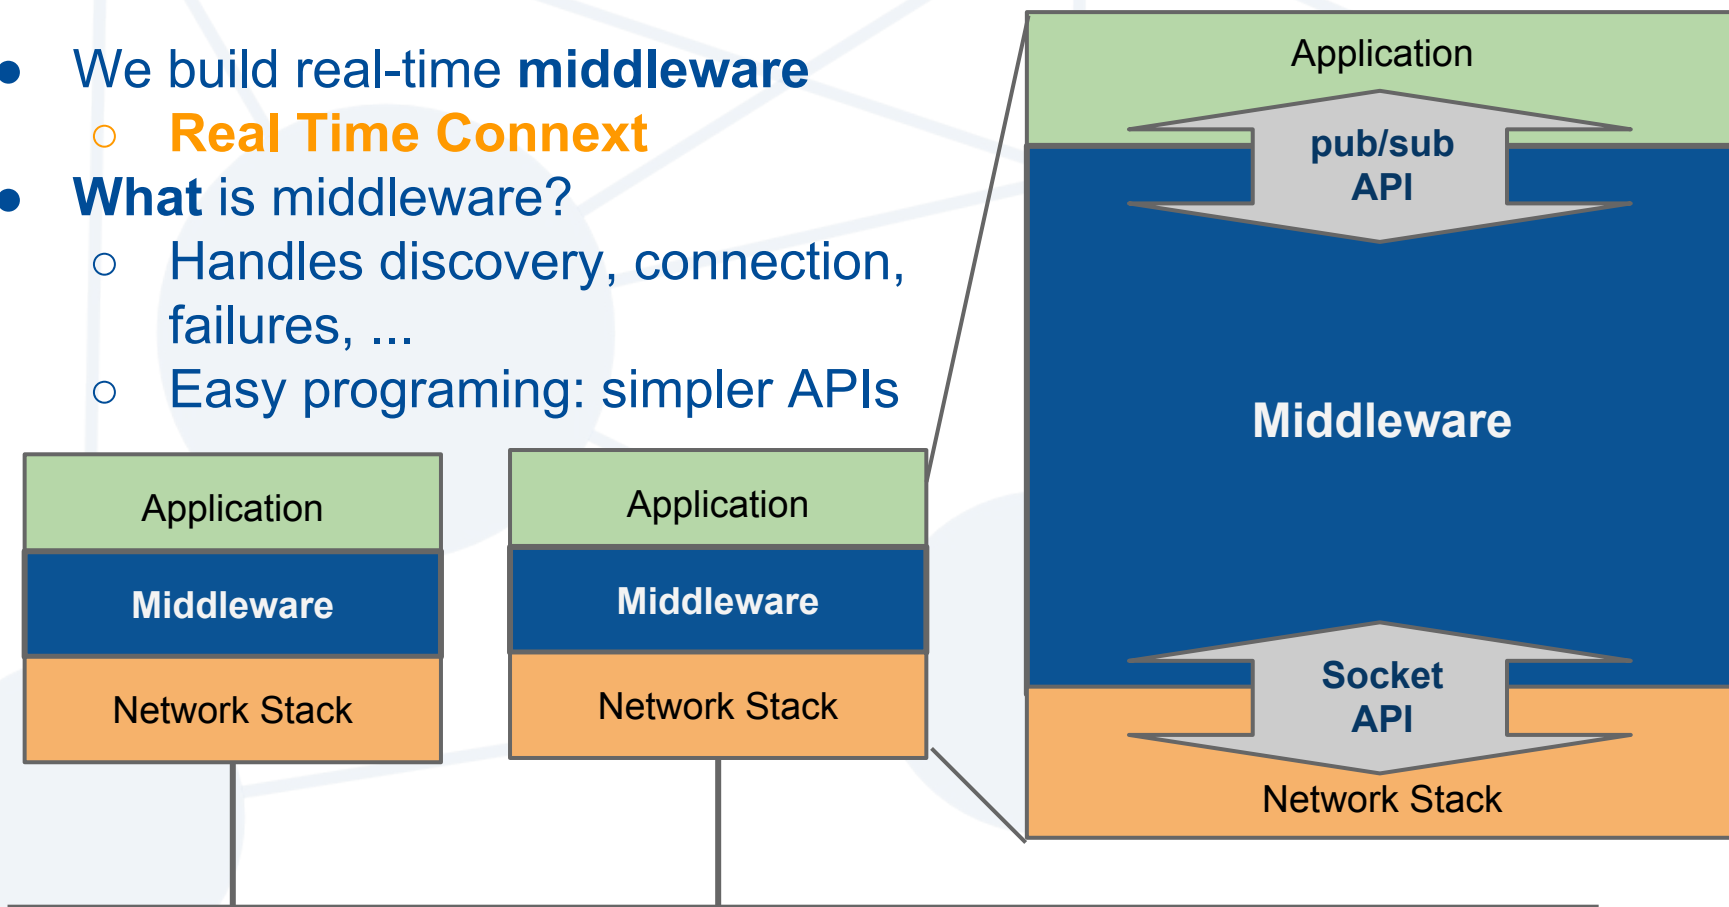 ● We build real-time middleware
○ Real Time Connext
● What is middleware?
○ Handles discovery, connection,
failures, ...
○ Easy programing: simpler APIs
Application
Middleware
Network Stack
Application
Middleware
Network Stack
Application
pub/sub
API
Middleware
Socket
API
Network Stack